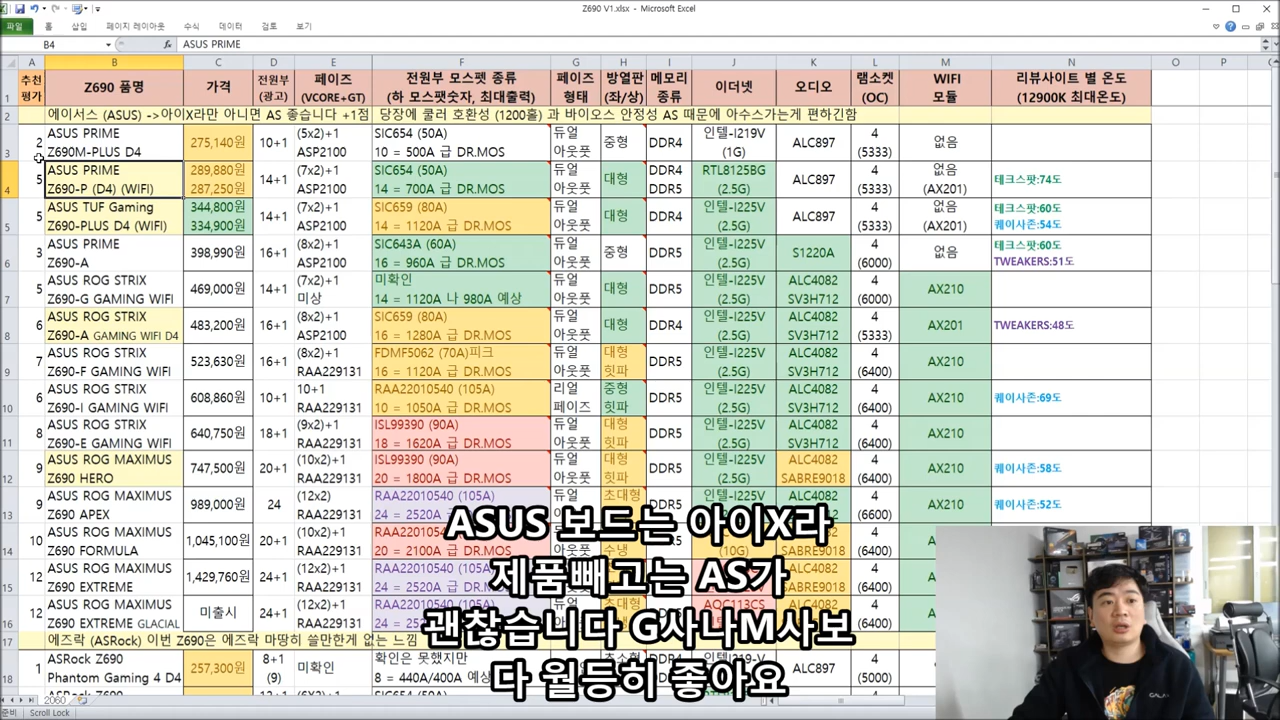 Z690 V1.xlsx - Microsoft Excel
파일 홈 삽입 페이지 레이아웃 수식 데이터 검토 보기
B4 fx ASUS PRIME
A B C D E F G H I J K L M N O P Q
1 추천 평가 Z690 품명 가격 전원부 (광고) 페이즈 (VCORE+GT) 전원부 모스펫 종류 (하 모스펫숫자, 최대출력) 페이즈 형태 방열판 (좌/상) 메모리 종류 이더넷 오디오 램소켓 (OC) WIFI 모듈 리뷰사이트 별 온도 (12900K 최대온도)
2 에이서스 (ASUS) ->아이X라만 아니면 AS 좋습니다 +1점 당장에 쿨러 호환성 (1200홀) 과 바이오스 안정성 AS 때문에 아수스가는게 편하긴함
3 2 ASUS PRIME Z690M-PLUS D4 275,140원 10+1 (5x2)+1 ASP2100 SIC654 (50A) 10 = 500A 급 DR.MOS 듀얼 아웃풋 중형 DDR4 인텔-I219V (1G) ALC897 4 (5333) 없음
4 5 ASUS PRIME Z690-P (D4) (WIFI) 289,880원 287,250원 14+1 (7x2)+1 ASP2100 SIC654 (50A) 14 = 700A 급 DR.MOS 듀얼 아웃풋 대형 DDR4 DDR5 RTL8125BG (2.5G) ALC897 4 (5333) 없음 (AX201) 테크스팟:74도
5 5 ASUS TUF Gaming Z690-PLUS D4 (WIFI) 344,800원 334,900원 14+1 (7x2)+1 ASP2100 SIC659 (80A) 14 = 1120A 급 DR.MOS 듀얼 아웃풋 대형 DDR4 인텔-I225V (2.5G) ALC897 4 (5333) 없음 (AX201) 테크스팟:60도 퀘이사존:54도
6 3 ASUS PRIME Z690-A 398,990원 16+1 (8x2)+1 ASP2100 SIC643A (60A) 16 = 960A 급 DR.MOS 듀얼 아웃풋 중형 DDR5 인텔-I225V (2.5G) S1220A 4 (6000) 없음 테크스팟:60도 TWEAKERS:51도
7 5 ASUS ROG STRIX Z690-G GAMING WIFI 469,000원 14+1 (7x2)+1 미상 미확인 14 = 1120A 나 980A 예상 듀얼 아웃풋 대형 DDR5 인텔-I225V (2.5G) ALC4082 SV3H712 4 (6000) AX210
8 6 ASUS ROG STRIX Z690-A GAMING WIFI D4 483,200원 16+1 (8x2)+1 ASP2100 SIC659 (80A) 16 = 1280A 급 DR.MOS 듀얼 아웃풋 대형 DDR4 인텔-I225V (2.5G) ALC4082 SV3H712 4 (5333) AX201 TWEAKERS:48도
9 7 ASUS ROG STRIX Z690-F GAMING WIFI 523,630원 16+1 (8x2)+1 RAA229131 FDMF5062 (70A)피크 16 = 1120A 급 DR.MOS 듀얼 아웃풋 대형 힛파 DDR5 인텔-I225V (2.5G) ALC4082 SV3H712 4 (6400) AX210
10 6 ASUS ROG STRIX Z690-I GAMING WIFI 608,860원 10+1 10+1 RAA229131 RAA22010540 (105A) 10 = 1050A 급 DR.MOS 리얼 페이즈 중형 힛파 DDR5 인텔-I225V (2.5G) ALC4082 SV3H712 4 (6400) AX210 퀘이사존:69도
11 8 ASUS ROG STRIX Z690-E GAMING WIFI 640,750원 18+1 (9x2)+1 RAA229131 ISL99390 (90A) 18 = 1620A 급 DR.MOS 듀얼 아웃풋 대형 힛파 DDR5 인텔-I225V (2.5G) ALC4082 SV3H712 4 (6400) AX210
12 9 ASUS ROG MAXIMUS Z690 HERO 747,500원 20+1 (10x2)+1 RAA229131 ISL99390 (90A) 20 = 1800A 급 DR.MOS 듀얼 아웃풋 대형 힛파 DDR5 인텔-I225V (2.5G) ALC4082 SABRE9018 4 (6400) AX210 퀘이사존:58도
13 9 ASUS ROG MAXIMUS Z690 APEX 989,000원 24 (12x2) RAA229131 RAA22010540 (105A) 24 = 2520A 듀얼 초대형 DDR5 인텔-I225V ALC4082 4 (6600) AX210 퀘이사존:52도
14 10 ASUS ROG MAXIMUS Z690 FORMULA 1,045,100원 20+1 (10x2)+1 RAA229131 20 = 2100A 급 DR.MOS 수냉 (10G) SABRE9018 (6400)
15 12 ASUS ROG MAXIMUS Z690 EXTREME 1,429,760원 24+1 (12x2)+1 RAA229131 24 = 2520A 급 DR.MOS SABRE9018 (6400)
16 12 ASUS ROG MAXIMUS Z690 EXTREME GLACIAL 미출시 24+1 (12x2)+1 RAA229131 24 = 2520A
17 에즈락 (ASRock) 이번 Z690은 에즈락 마땅히 쓸만한게 없는 느낌
18 1 ASRock Z690 Phantom Gaming 4 D4 257,300원 8+1 (9) 미확인 확인은 못했지만 8 = 440A/400A 예상 초소형 DDR4 인텔-I219-V ALC897 4 (5000)
ASUS 보드는 아이X라
제품빼고는 AS가
괜찮습니다 G사나M사보
다 월등히 좋아요
2060
준비 Scroll Lock